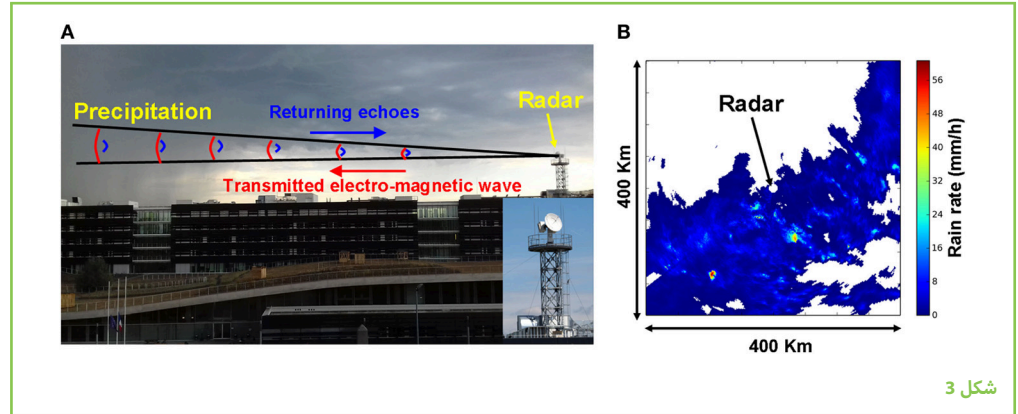 A
Precipitation
Returning echoes
Radar
Transmitted electro-magnetic wave
B
Radar
400 Km
400 Km
56
48
40
32
24
16
8
0
Rain rate (mm/h)
شكل 3